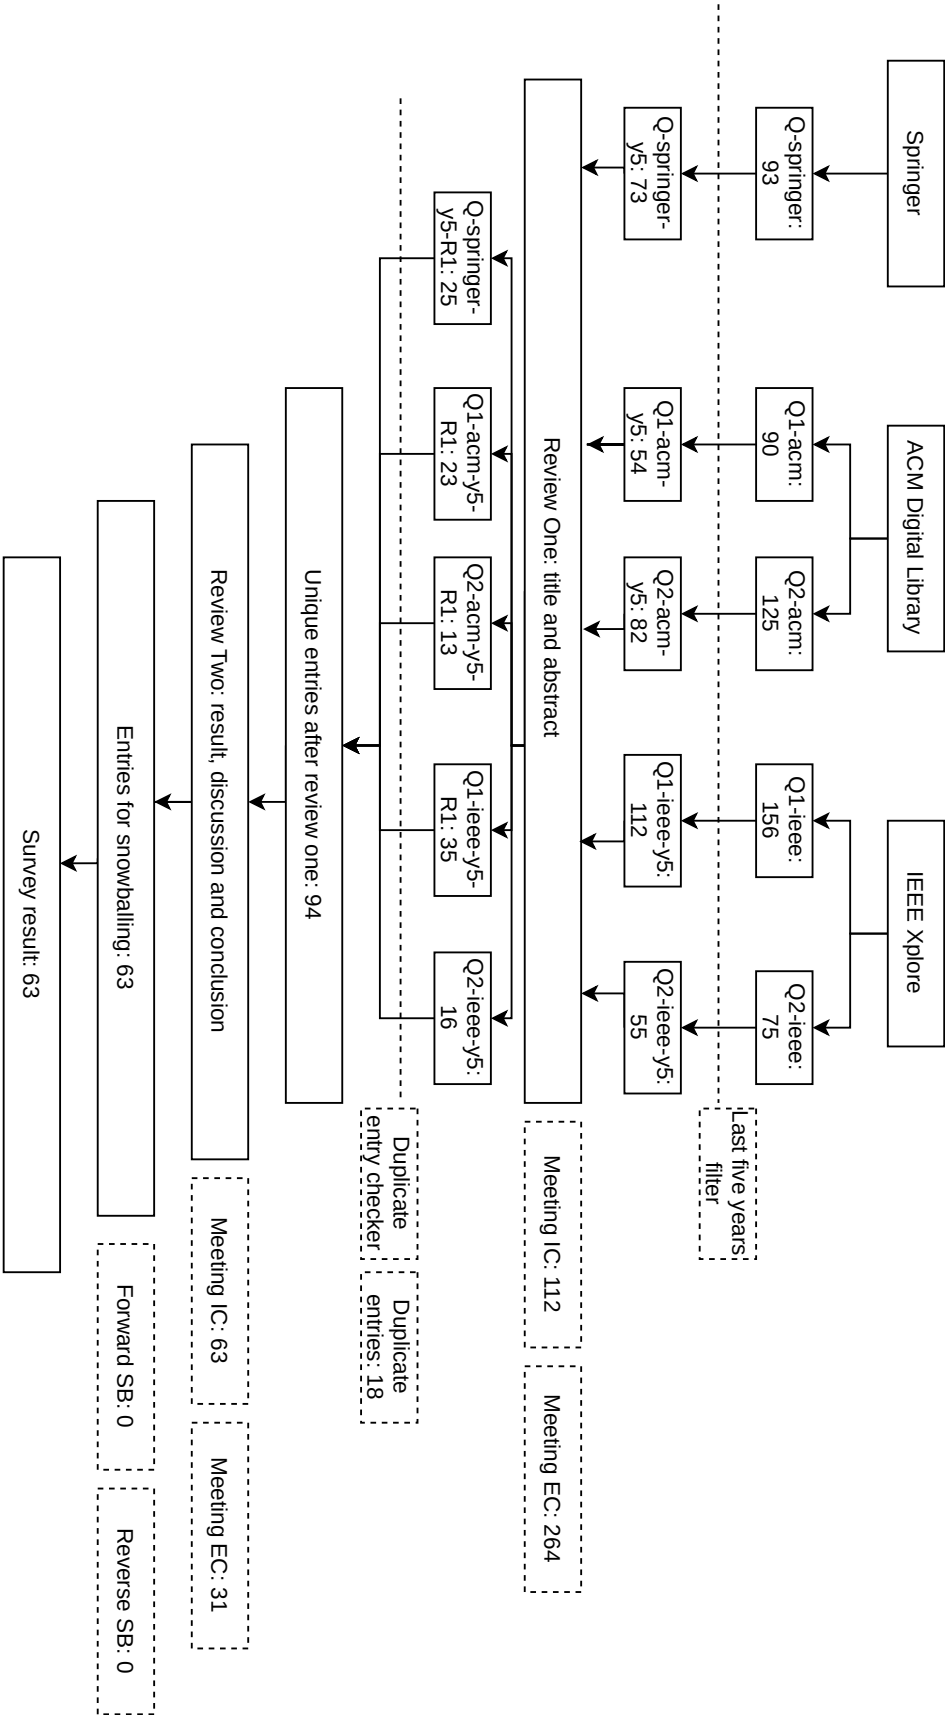 Springer
ACM Digital Library
IEEE Xplore
Q-springer:
93
Q1-acm:
90
Q2-acm:
125
Q1-ieee:
156
Q2-ieee:
75
Last five years
filter
Q-springer-
y5: 73
Q1-acm-
y5: 54
Q2-acm-
y5: 82
Q1-ieee-y5:
112
Q2-ieee-y5:
55
Review One: title and abstract
Meeting IC: 112
Meeting EC: 264
Q-springer-
y5-R1: 25
Q1-acm-y5-
R1: 23
Q2-acm-y5-
R1: 13
Q1-ieee-y5-
R1: 35
Q2-ieee-y5:
16
Duplicate
entry checker
Duplicate
entries: 18
Unique entries after review one: 94
Review Two: result, discussion and conclusion
Meeting IC: 63
Meeting EC: 31
Entries for snowballing: 63
Forward SB: 0
Reverse SB: 0
Survey result: 63